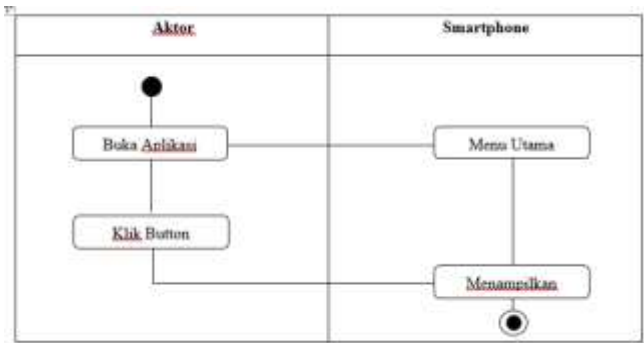 Aktor
Smartphone
Buka Aplikasi
Menu Utama
Klik Button
Menampilkan